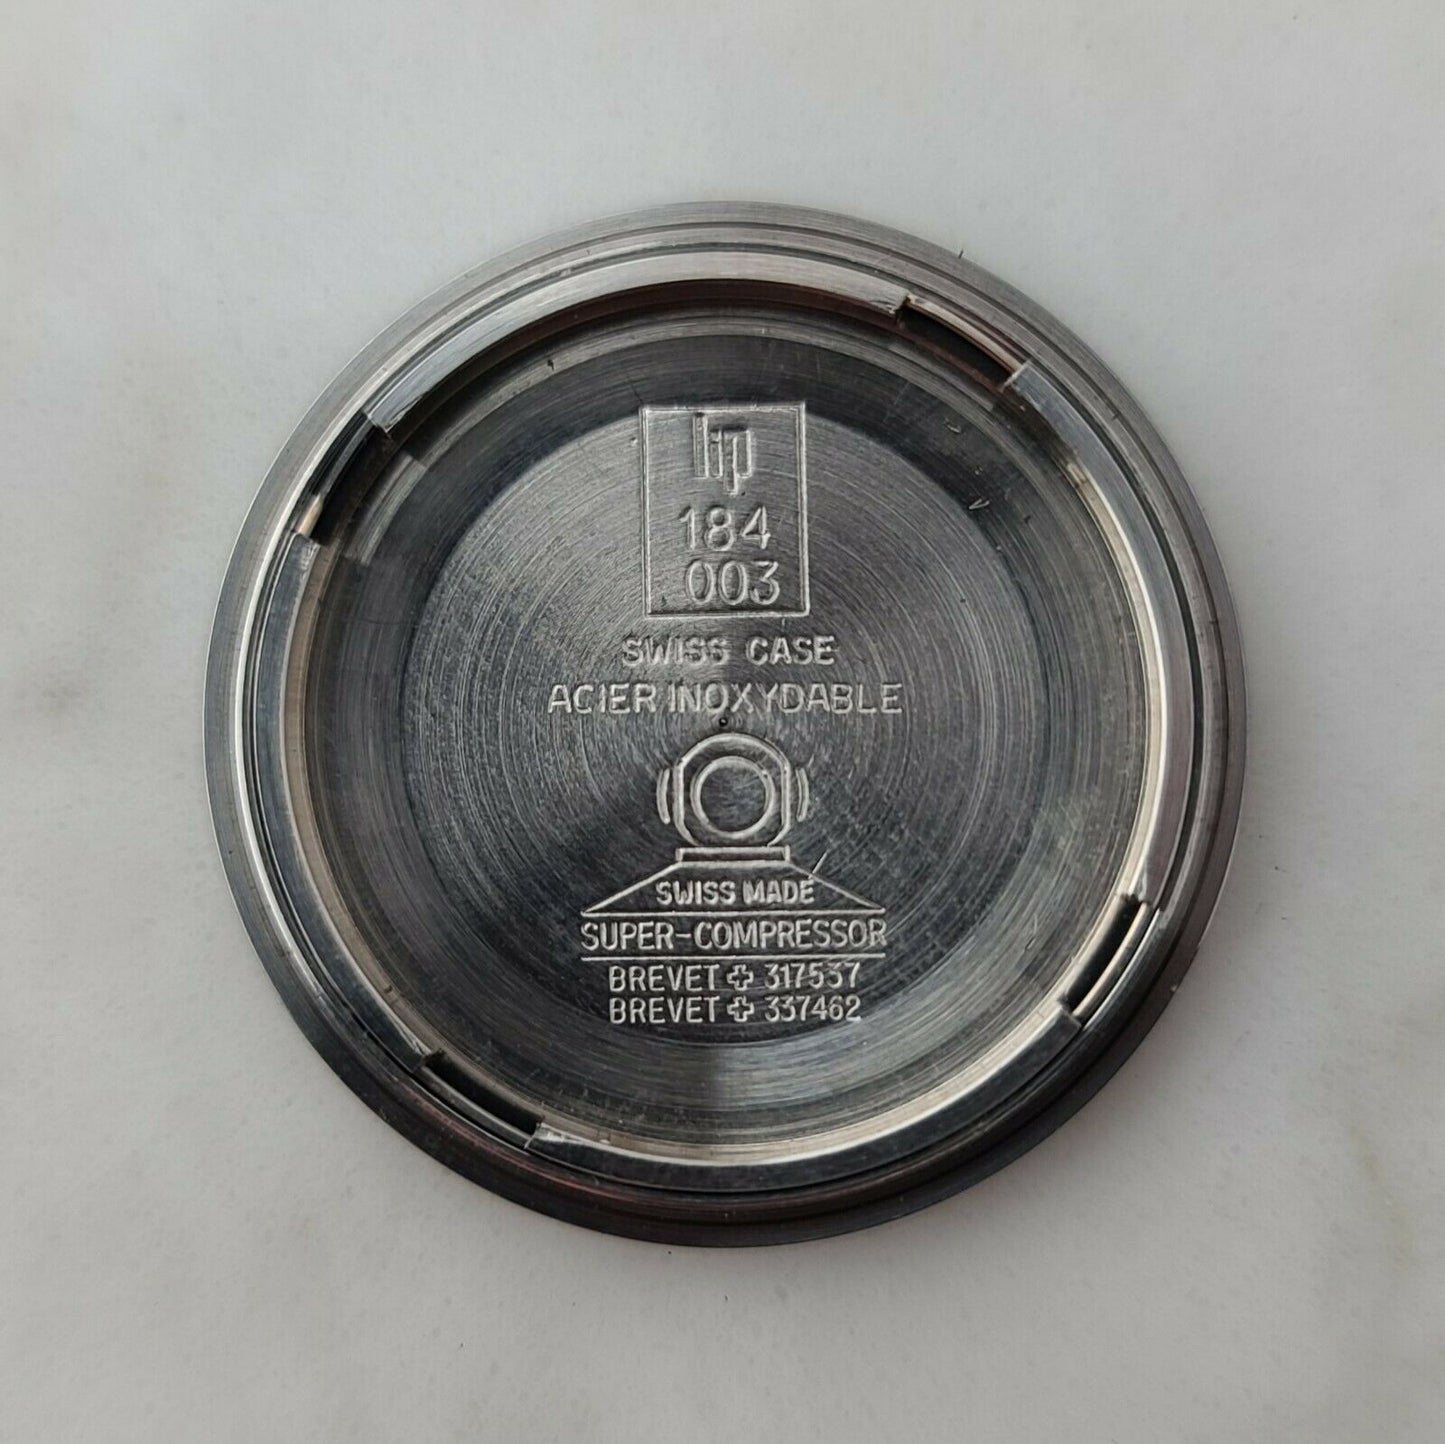 lip
184
003
SWISS CASE
ACIER INOXYDABLE
SWISS MADE
SUPER-COMPRESSOR
BREVET ✚ 317537
BREVET ✚ 337462